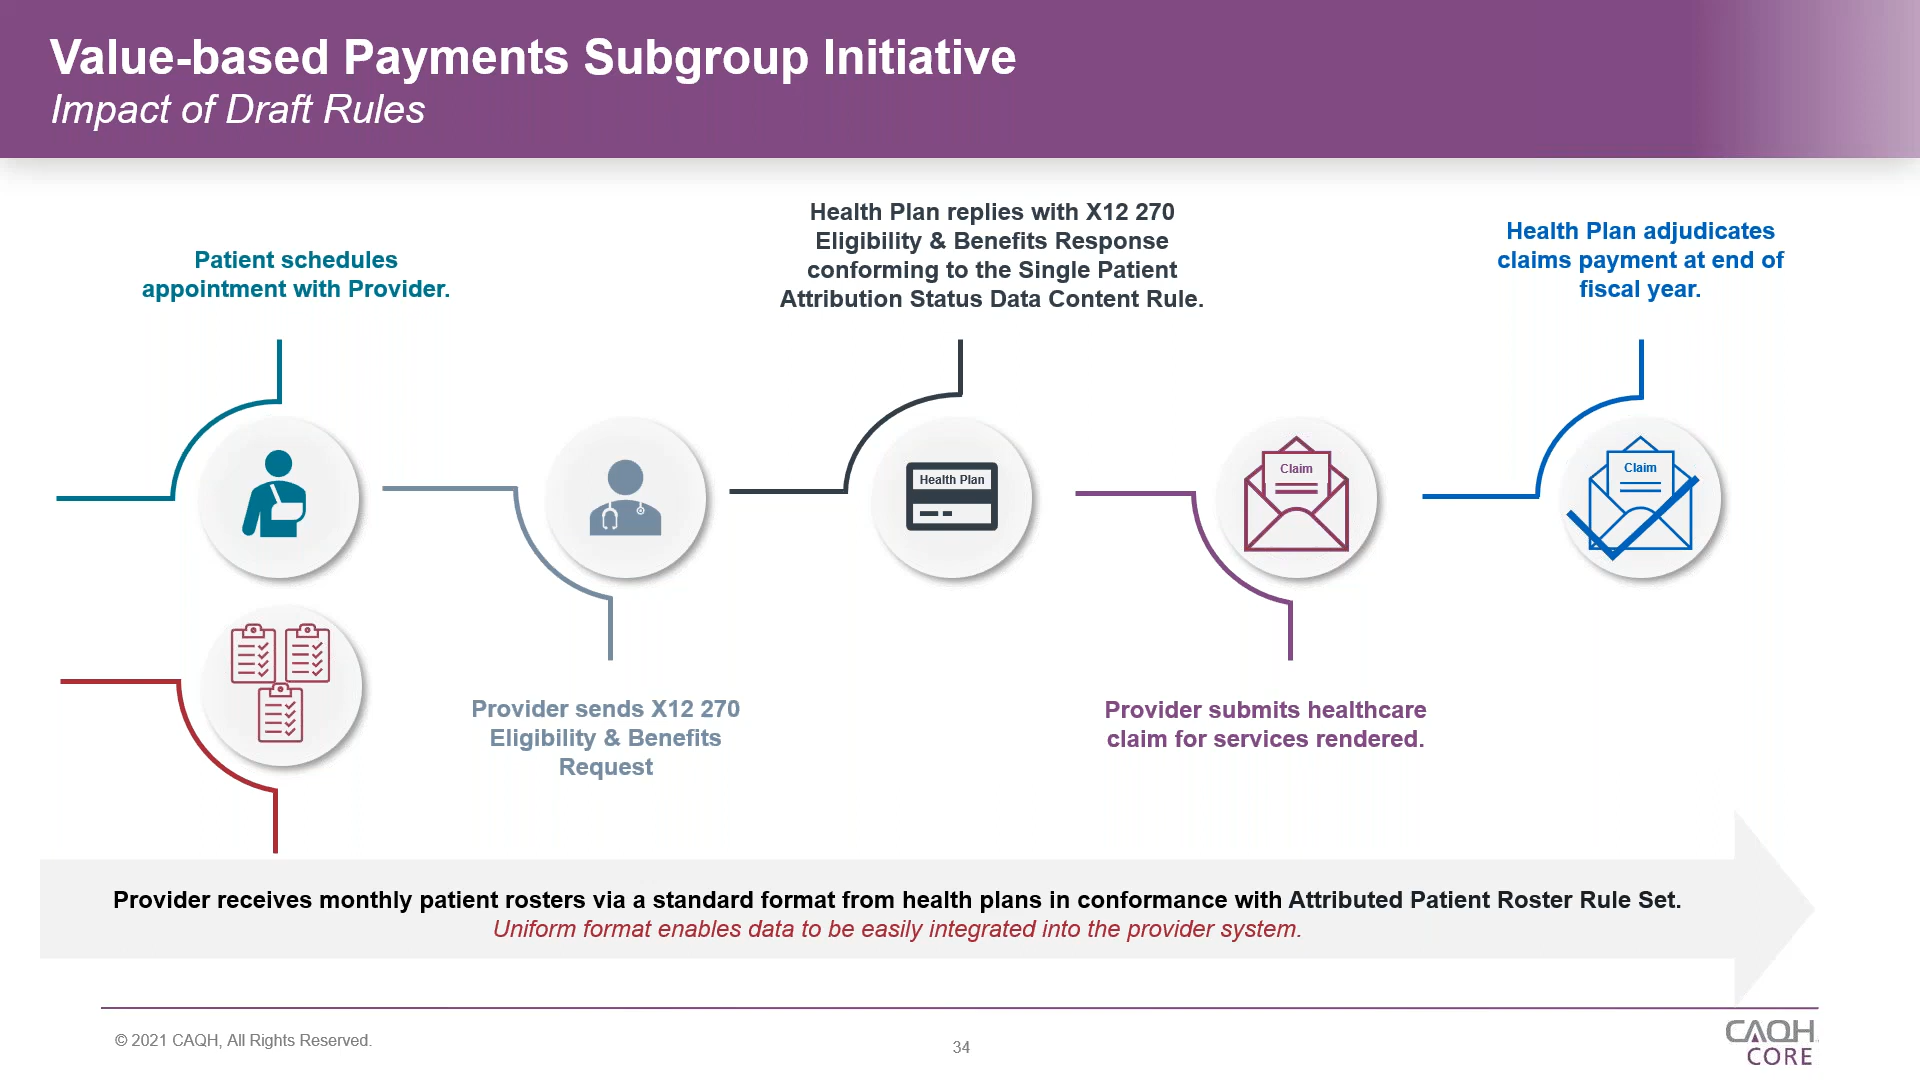 Value-based Payments Subgroup Initiative
Impact of Draft Rules
Patient schedules
appointment with Provider.
Health Plan replies with X12 270
Eligibility & Benefits Response
conforming to the Single Patient
Attribution Status Data Content Rule.
Health Plan adjudicates
claims payment at end of
fiscal year.
Health Plan
Claim
Claim
Provider sends X12 270
Eligibility & Benefits
Request
Provider submits healthcare
claim for services rendered.
Provider receives monthly patient rosters via a standard format from health plans in conformance with Attributed Patient Roster Rule Set.
Uniform format enables data to be easily integrated into the provider system.
© 2021 CAQH, All Rights Reserved.
34
CAQH
CORE